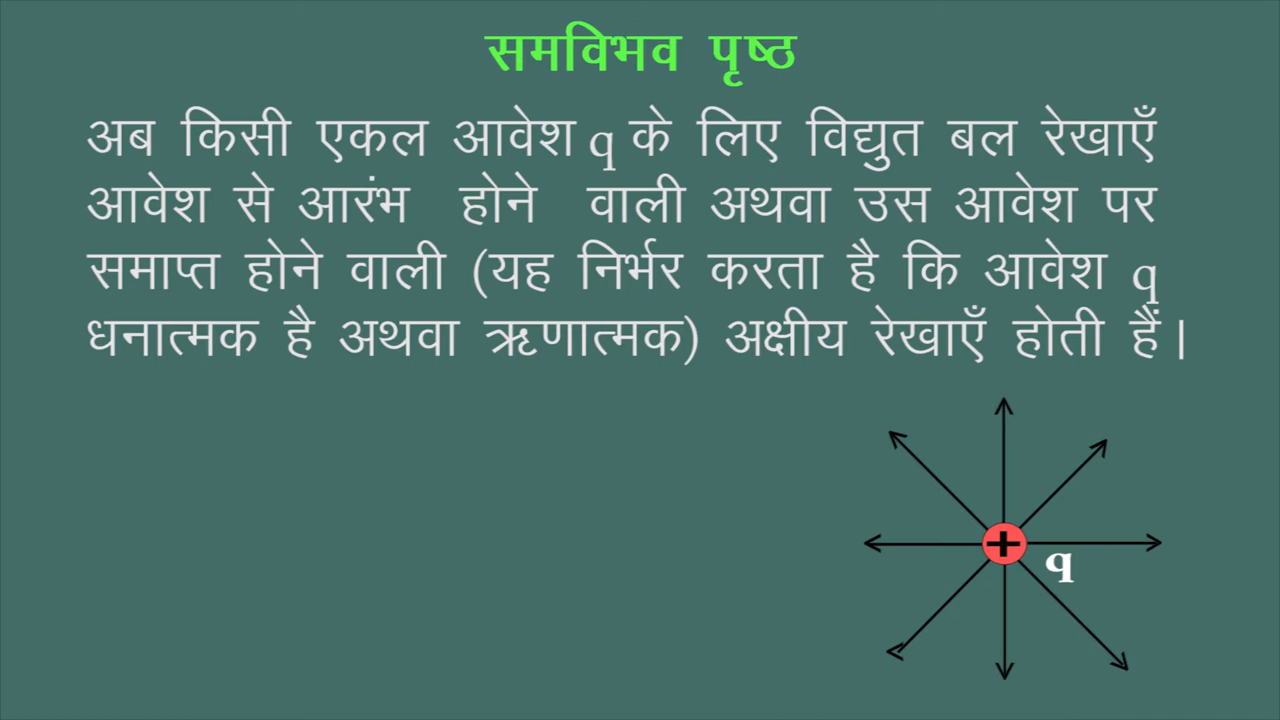 समविभव पृष्ठ
अब किसी एकल आवेश q के लिए विद्युत बल रेखाएँ
आवेश से आरंभ होने वाली अथवा उस आवेश पर
समाप्त होने वाली (यह निर्भर करता है कि आवेश q
धनात्मक है अथवा ऋणात्मक) अक्षीय रेखाएँ होती हैं।
+
q